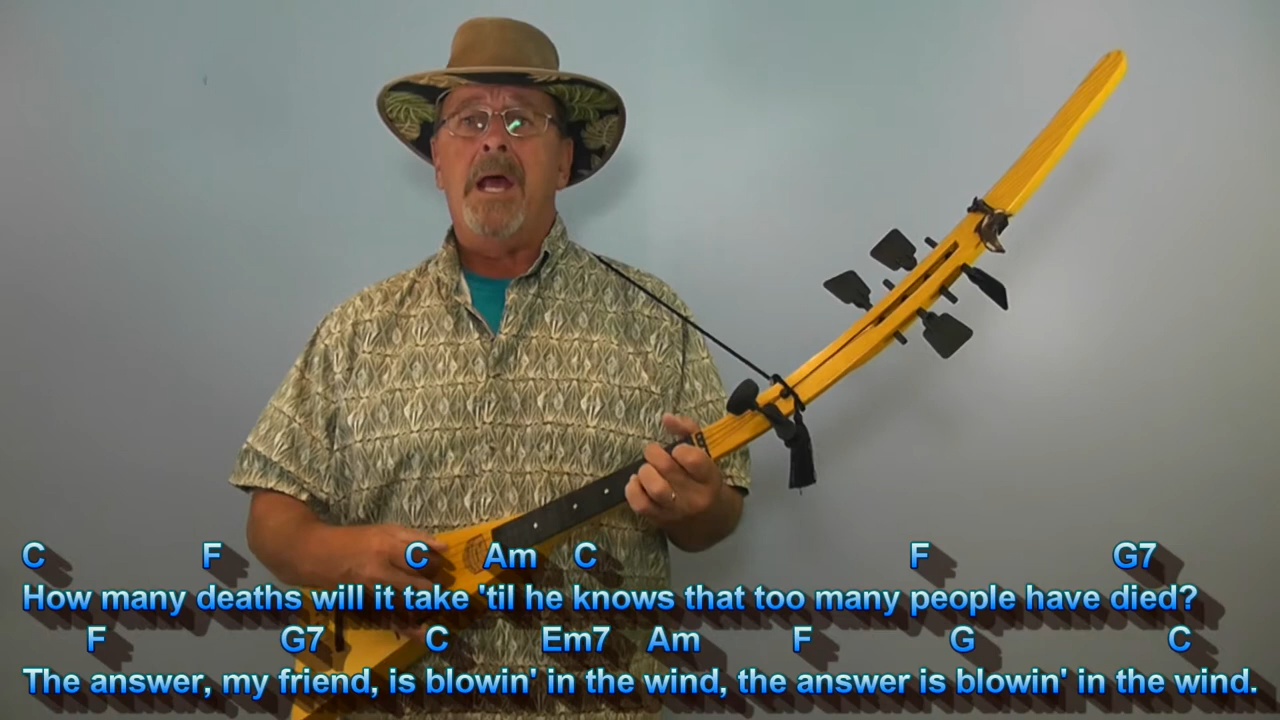 C F C Am C F G7
How many deaths will it take 'til he knows that too many people have died?
F G7 C Em7 Am F G C
The answer, my friend, is blowin' in the wind, the answer is blowin' in the wind.